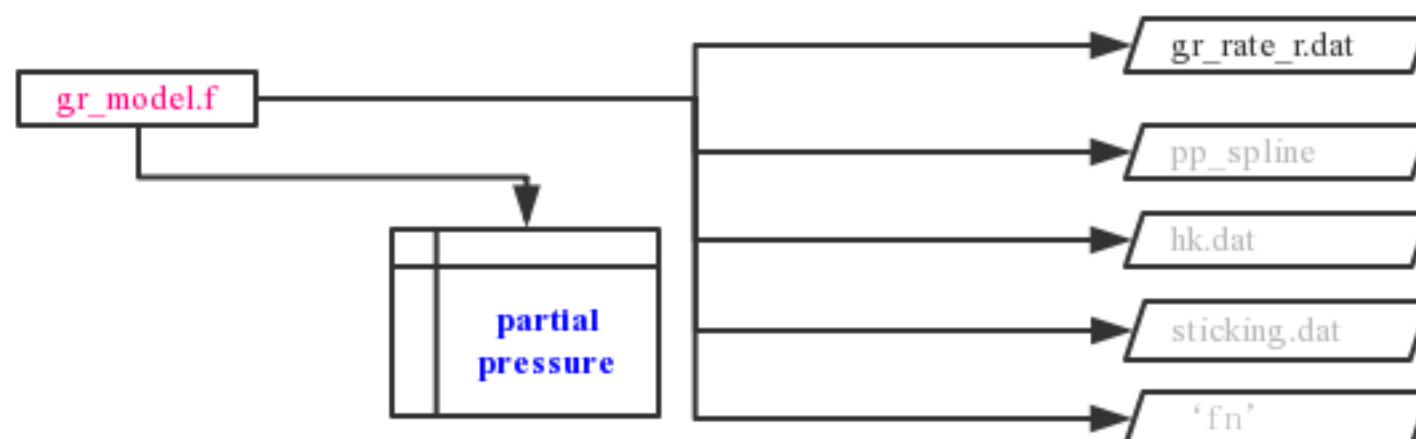 gr_rate_r.dat
gr_model.f
pp_spline
hk.dat
partial
pressure
sticking.dat
‘fn’